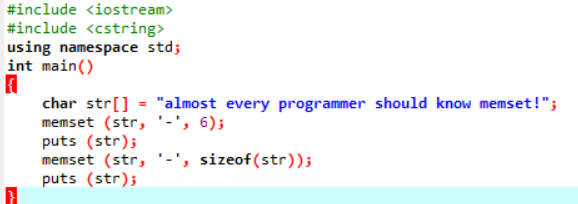 #include <iostream>
#include <cstring>
using namespace std;
int main()
{
    char str[] = "almost every programmer should know memset!";
    memset (str, '-', 6);
    puts (str);
    memset (str, '-', sizeof(str));
    puts (str);
}